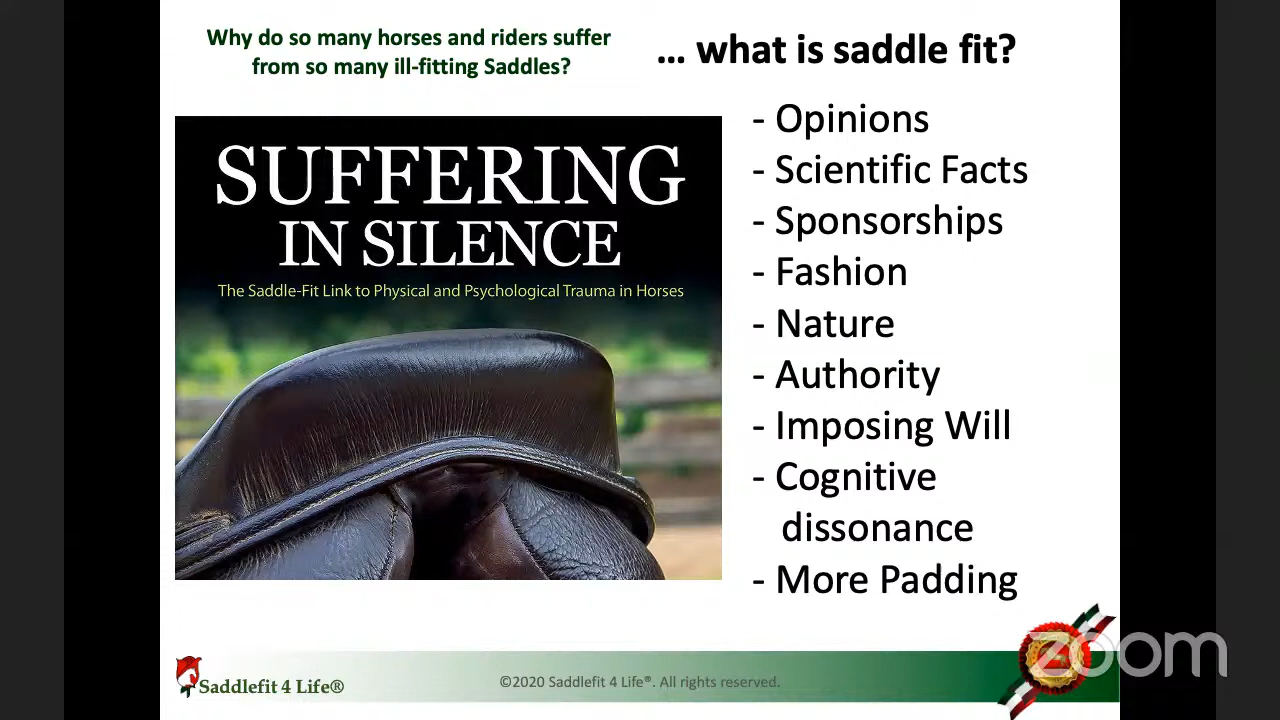 Why do so many horses and riders suffer
from so many ill-fitting Saddles?
... what is saddle fit?
SUFFERING
IN SILENCE
The Saddle-Fit Link to Physical and Psychological Trauma in Horses
- Opinions
- Scientific Facts
- Sponsorships
- Fashion
- Nature
- Authority
- Imposing Will
- Cognitive
dissonance
- More Padding
Saddlefit 4 Life®
©2020 Saddlefit 4 Life®. All rights reserved.
zoom